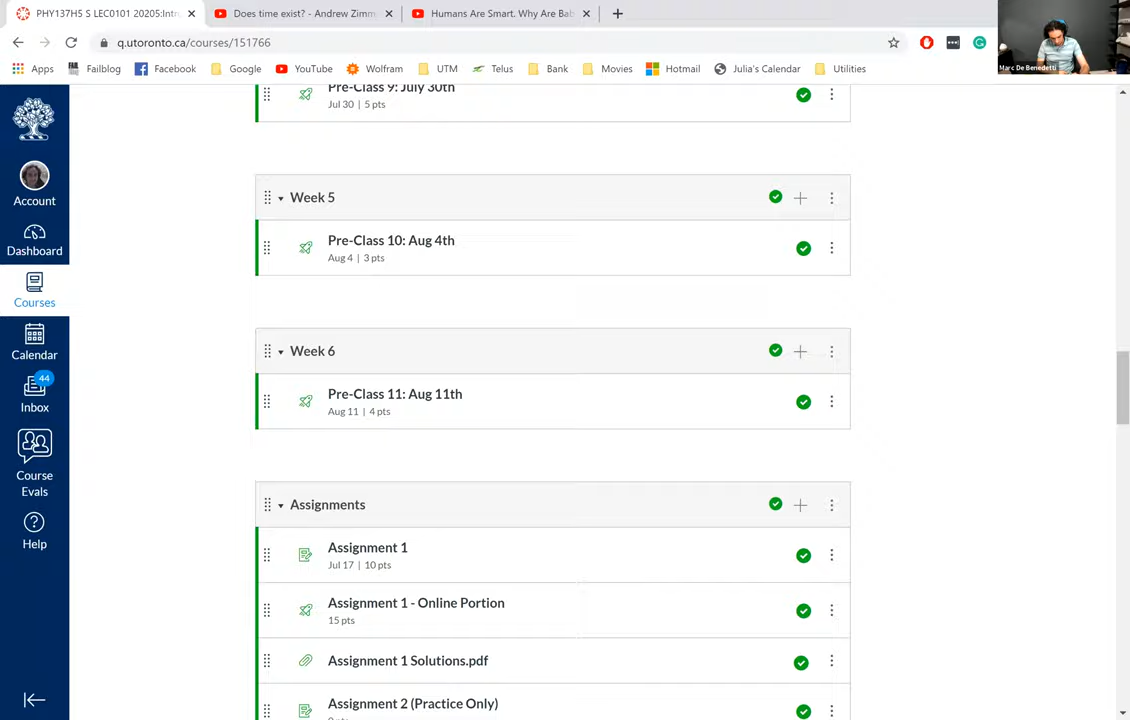 PHY137H5 S LEC0101 20205:Intr
Does time exist? - Andrew Zimm
Humans Are Smart. Why Are Bab
q.utoronto.ca/courses/151766
Apps
Failblog
Facebook
Google
YouTube
Wolfram
UTM
Telus
Bank
Movies
Hotmail
Julia's Calendar
Utilities
Marc De Benedetti
Account
Dashboard
Courses
Calendar
44
Inbox
Course
Evals
Help
Pre-Class 9: July 30th
Jul 30 | 5 pts
Week 5
Pre-Class 10: Aug 4th
Aug 4 | 3 pts
Week 6
Pre-Class 11: Aug 11th
Aug 11 | 4 pts
Assignments
Assignment 1
Jul 17 | 10 pts
Assignment 1 - Online Portion
15 pts
Assignment 1 Solutions.pdf
Assignment 2 (Practice Only)